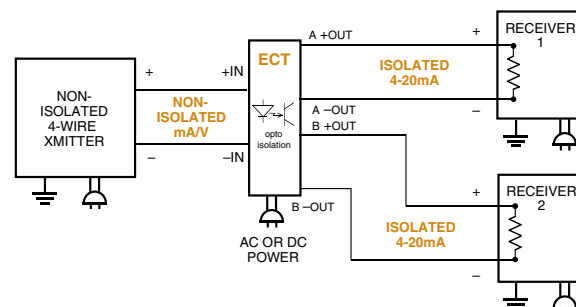 NON-
ISOLATED
4-WIRE
XMITTER
+
–
NON-
ISOLATED
mA/V
+IN
–IN
ECT
opto
isolation
AC OR DC
POWER
A +OUT
A –OUT
B +OUT
B –OUT
ISOLATED
4-20mA
+
–
RECEIVER
1
ISOLATED
4-20mA
+
–
RECEIVER
2